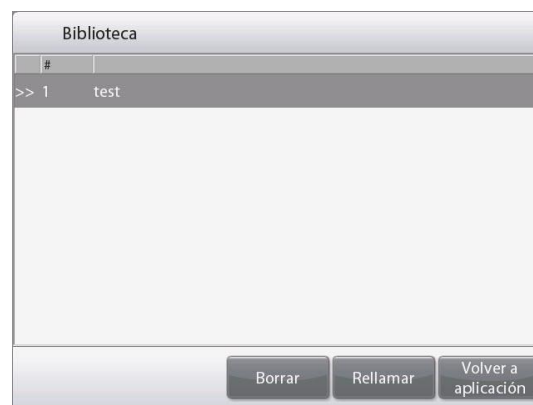 Biblioteca
#
>> 1 test
Borrar
Rellamar
Volver a
aplicación